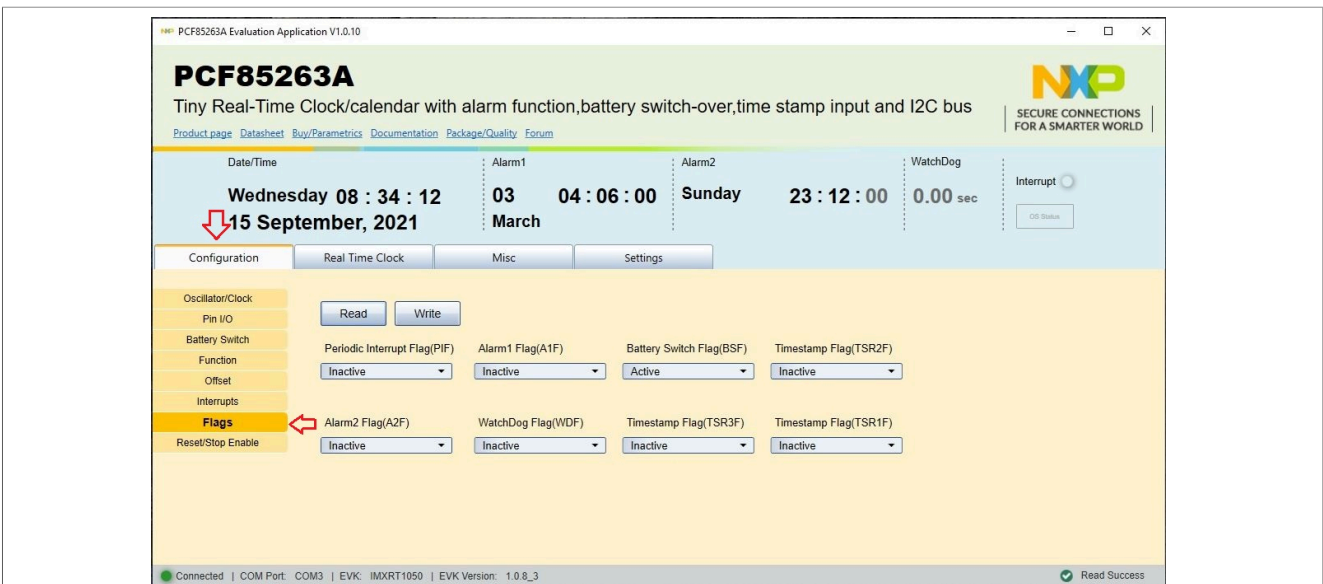 NXP PCF85263A Evaluation Application V1.0.10
PCF85263A
Tiny Real-Time Clock/calendar with alarm function,battery switch-over,time stamp input and I2C bus
Product page Datasheet Buy/Parametrics Documentation Package/Quality Forum
NXP
SECURE CONNECTIONS
FOR A SMARTER WORLD
Date/Time
Wednesday 08 : 34 : 12
15 September, 2021
Alarm1
03 04 : 06 : 00
March
Alarm2
Sunday 23 : 12 : 00
WatchDog
0.00 sec
Interrupt
OS Status
Configuration Real Time Clock Misc Settings
Oscillator/Clock
Pin I/O
Battery Switch
Function
Offset
Interrupts
Flags
Reset/Stop Enable
Read Write
Periodic Interrupt Flag(PIF) Alarm1 Flag(A1F) Battery Switch Flag(BSF) Timestamp Flag(TSR2F)
Inactive Inactive Active Inactive
Alarm2 Flag(A2F) WatchDog Flag(WDF) Timestamp Flag(TSR3F) Timestamp Flag(TSR1F)
Inactive Inactive Inactive Inactive
Connected | COM Port: COM3 | EVK: IMXRT1050 | EVK Version: 1.0.8_3 Read Success